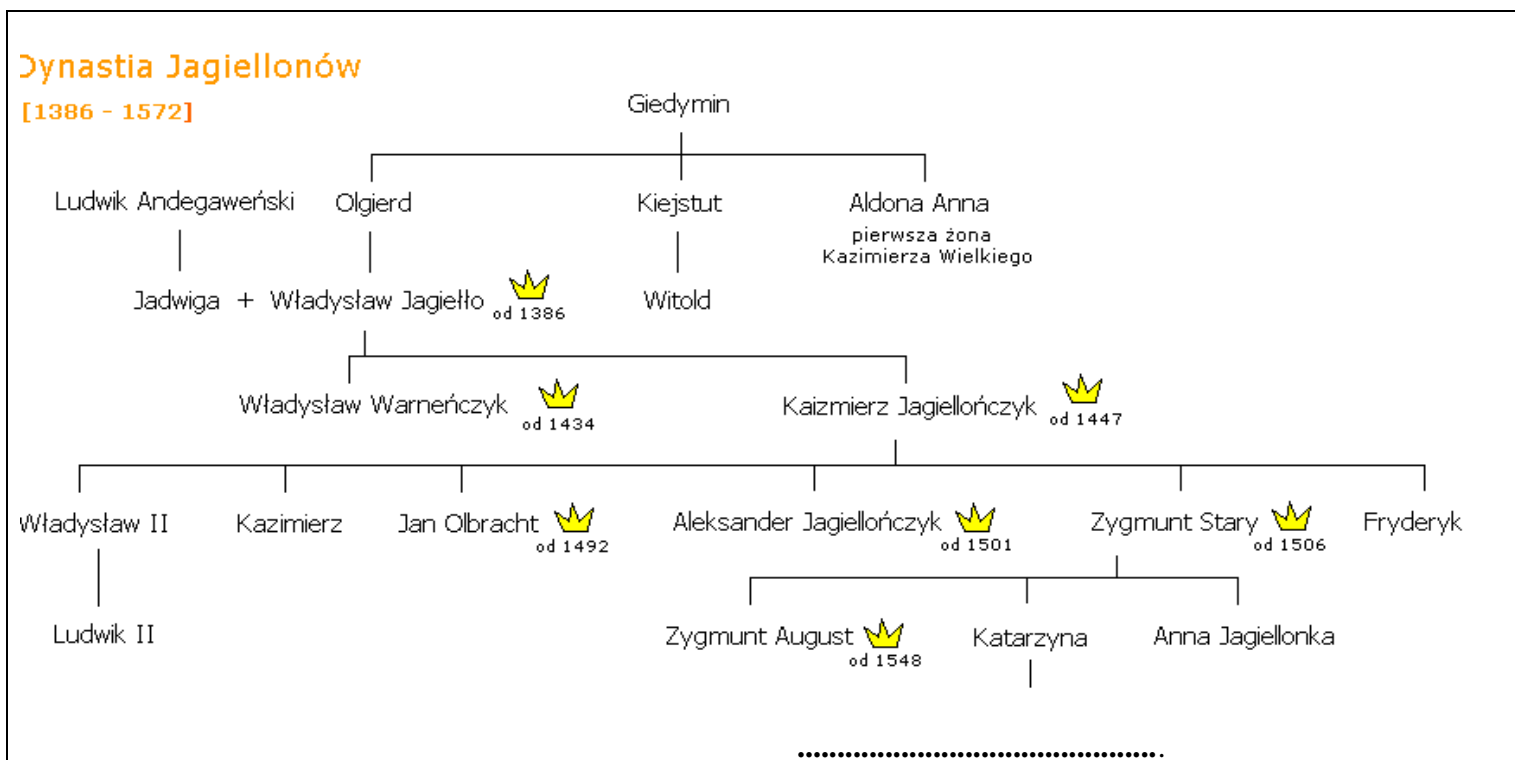 Dynastia Jagiellonów
[1386 - 1572]
Giedymin
Ludwik Andegaweński Olgierd Kiejstut Aldona Anna
pierwsza żona
Kazimierza Wielkiego
Jadwiga + Władysław Jagiełło od 1386 Witold
Władysław Warneńczyk od 1434 Kaizmierz Jagiellończyk od 1447
Władysław II Kazimierz Jan Olbracht od 1492 Aleksander Jagiellończyk od 1501 Zygmunt Stary od 1506 Fryderyk
Ludwik II Zygmunt August od 1548 Katarzyna Anna Jagiellonka
..............................................